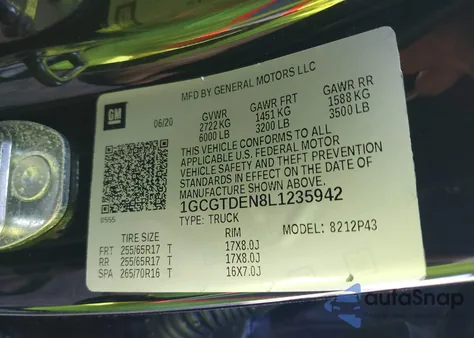 MFD BY GENERAL MOTORS LLC
GM
06/20
GVWR GAWR FRT GAWR RR
2722 KG 1451 KG 1588 KG
6000 LB 3200 LB 3500 LB
THIS VEHICLE CONFORMS TO ALL
APPLICABLE U.S. FEDERAL MOTOR
VEHICLE SAFETY AND THEFT PREVENTION
STANDARDS IN EFFECT ON THE DATE OF
MANUFACTURE SHOWN ABOVE.
1GCGTDEN8L1235942
TYPE: TRUCK
TIRE SIZE RIM MODEL: 8212P43
FRT 255/65R17 T 17X8.0J
RR 255/65R17 T 17X8.0J
SPA 265/70R16 T 16X7.0J
autoSnap